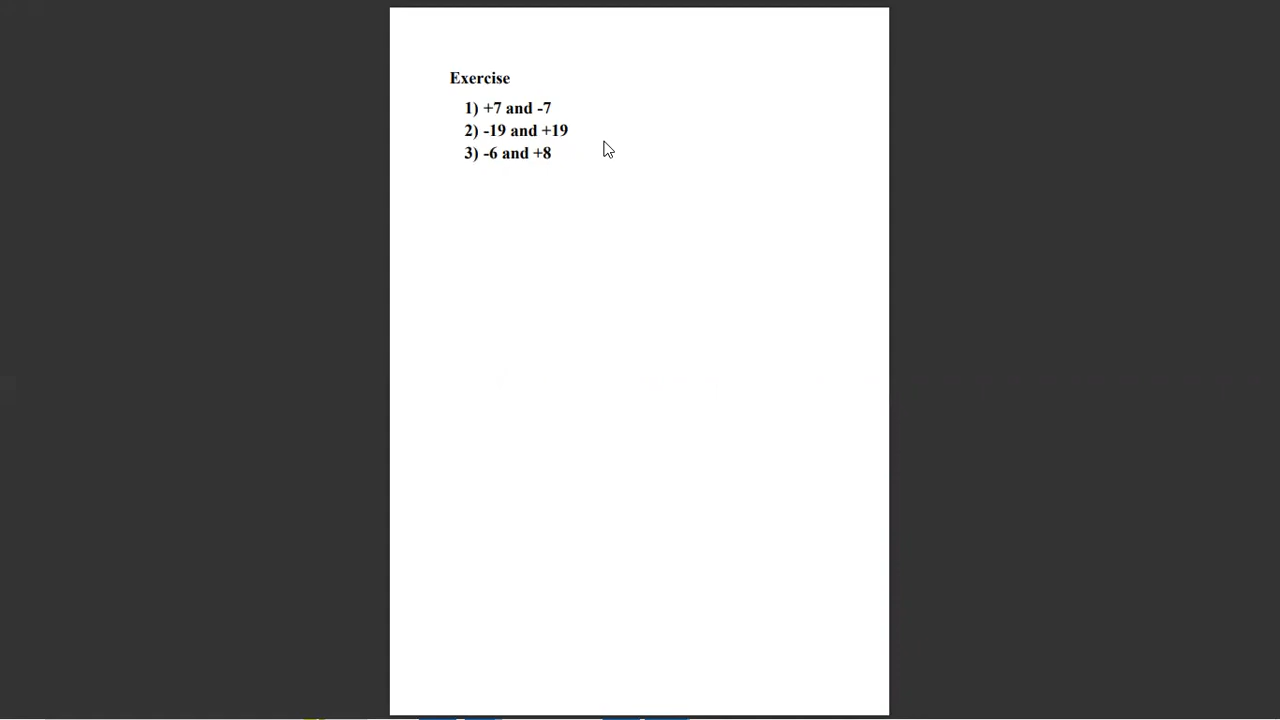 Exercise
1) +7 and -7
2) -19 and +19
3) -6 and +8